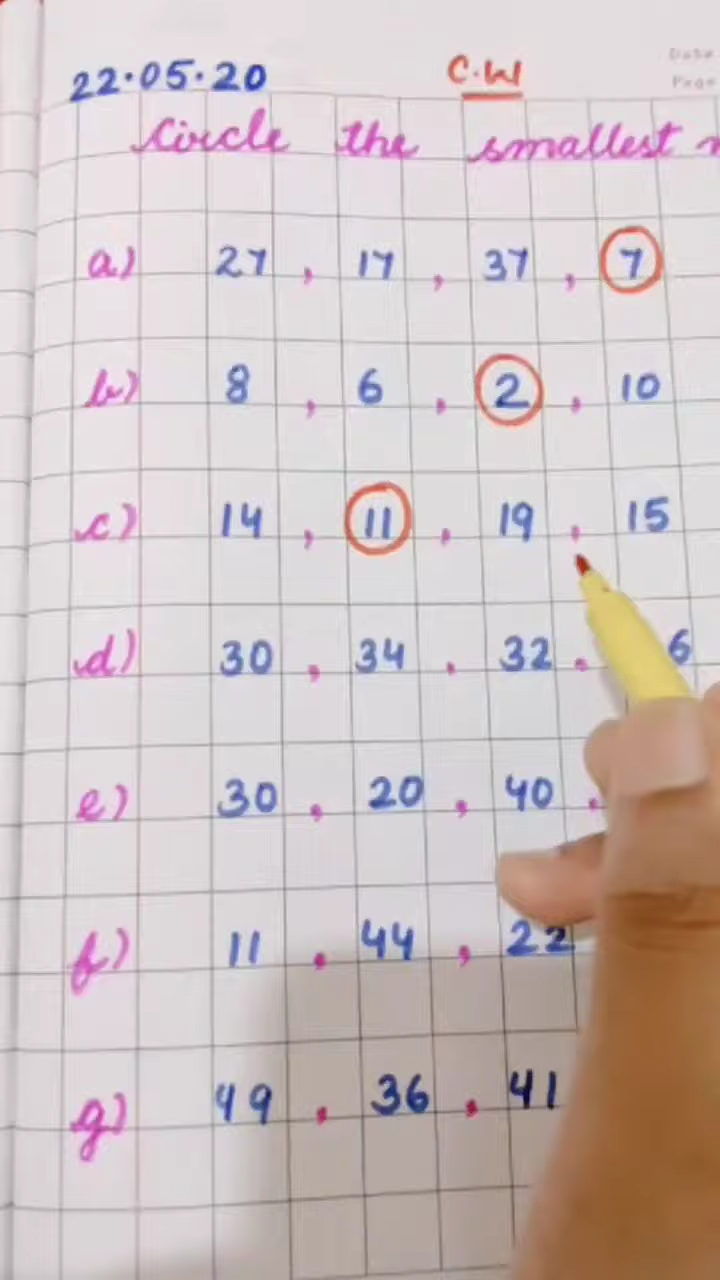 Date
Page
22.05.20 C.W
Circle the smallest
a) 27 , 17 , 37 , 7
b) 8 , 6 , 2 , 10
c) 14 , 11 , 19 , 15
d) 30 , 34 , 32 , 6
e) 30 , 20 , 40 ,
f) 11 , 44 , 22
g) 49 , 36 , 41